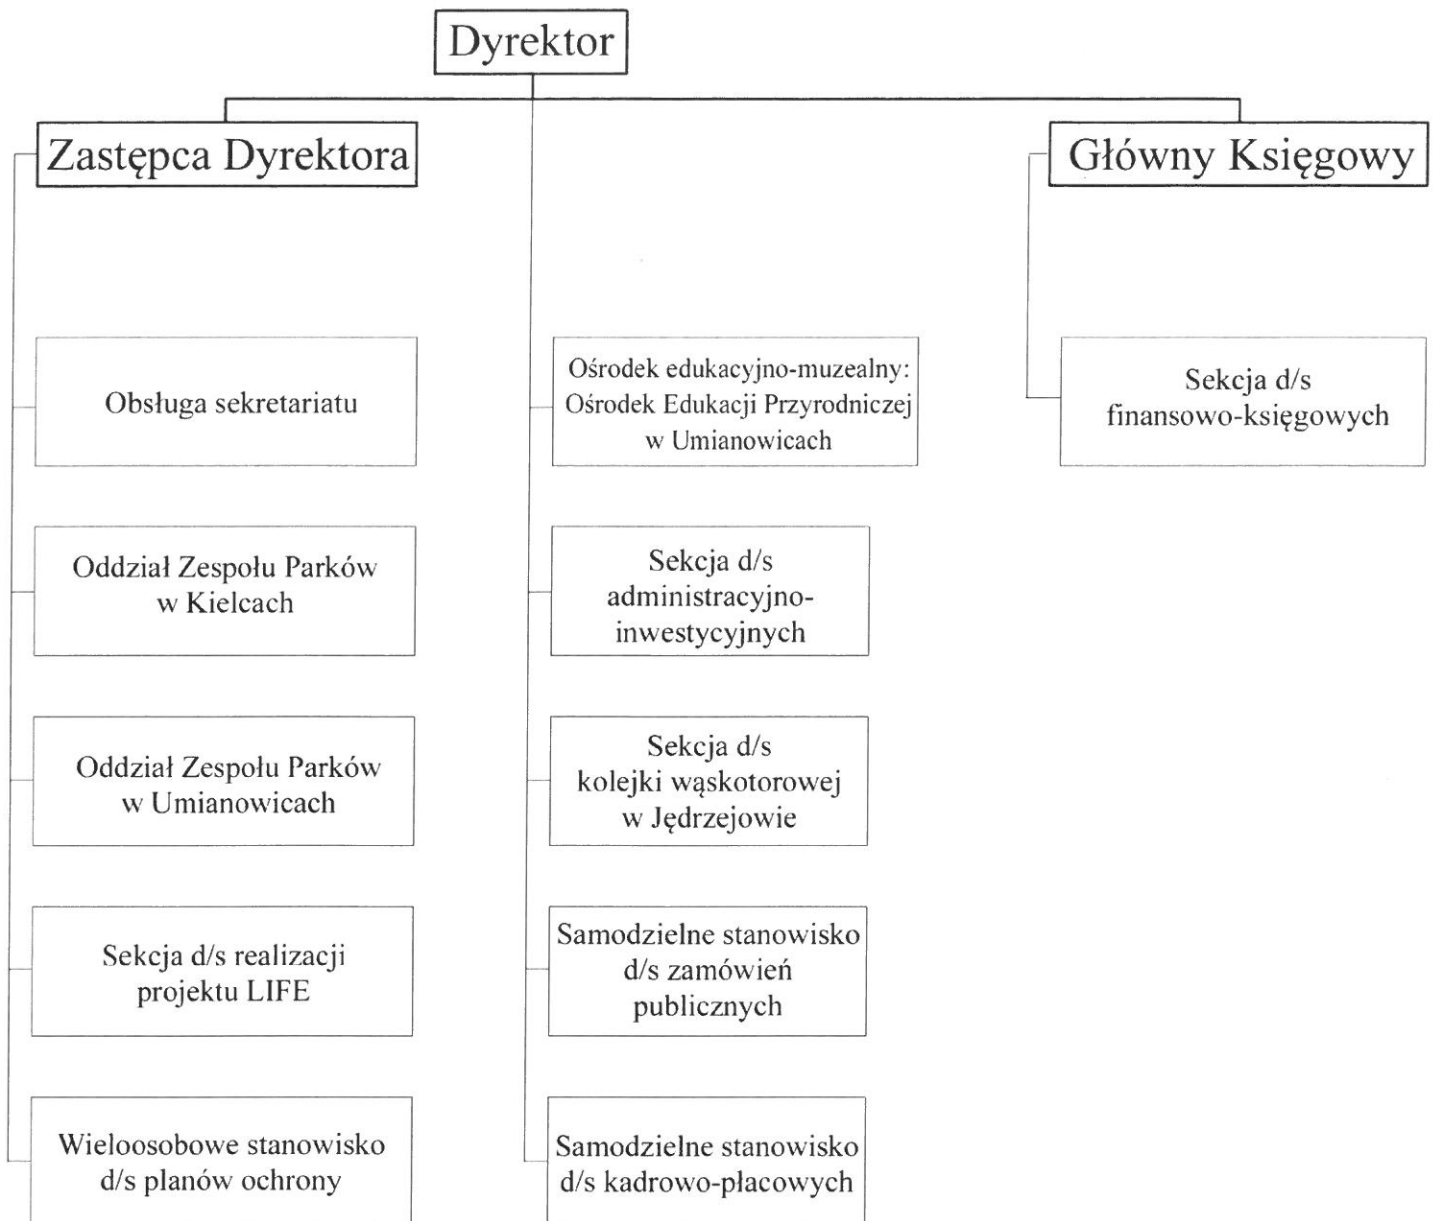 Dyrektor
Zastępca Dyrektora
Główny Księgowy
Obsługa sekretariatu
Ośrodek edukacyjno-muzealny:
Ośrodek Edukacji Przyrodniczej
w Umianowicach
Sekcja d/s
finansowo-księgowych
Oddział Zespołu Parków
w Kielcach
Sekcja d/s
administracyjno-
inwestycyjnych
Oddział Zespołu Parków
w Umianowicach
Sekcja d/s
kolejki wąskotorowej
w Jędrzejowie
Sekcja d/s realizacji
projektu LIFE
Samodzielne stanowisko
d/s zamówień
publicznych
Wieloosobowe stanowisko
d/s planów ochrony
Samodzielne stanowisko
d/s kadrowo-płacowych